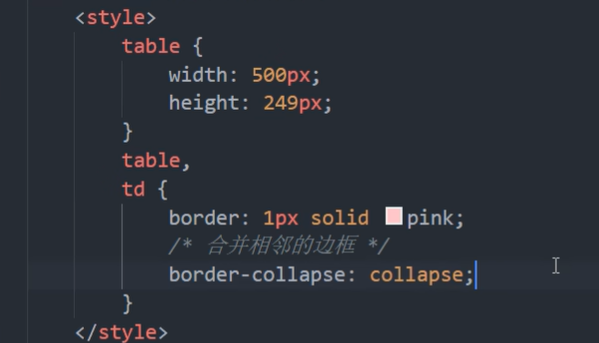 <style>
table {
width: 500px;
height: 249px;
}
table,
td {
border: 1px solid pink;
/* 合并相邻的边框 */
border-collapse: collapse;
}
</style>